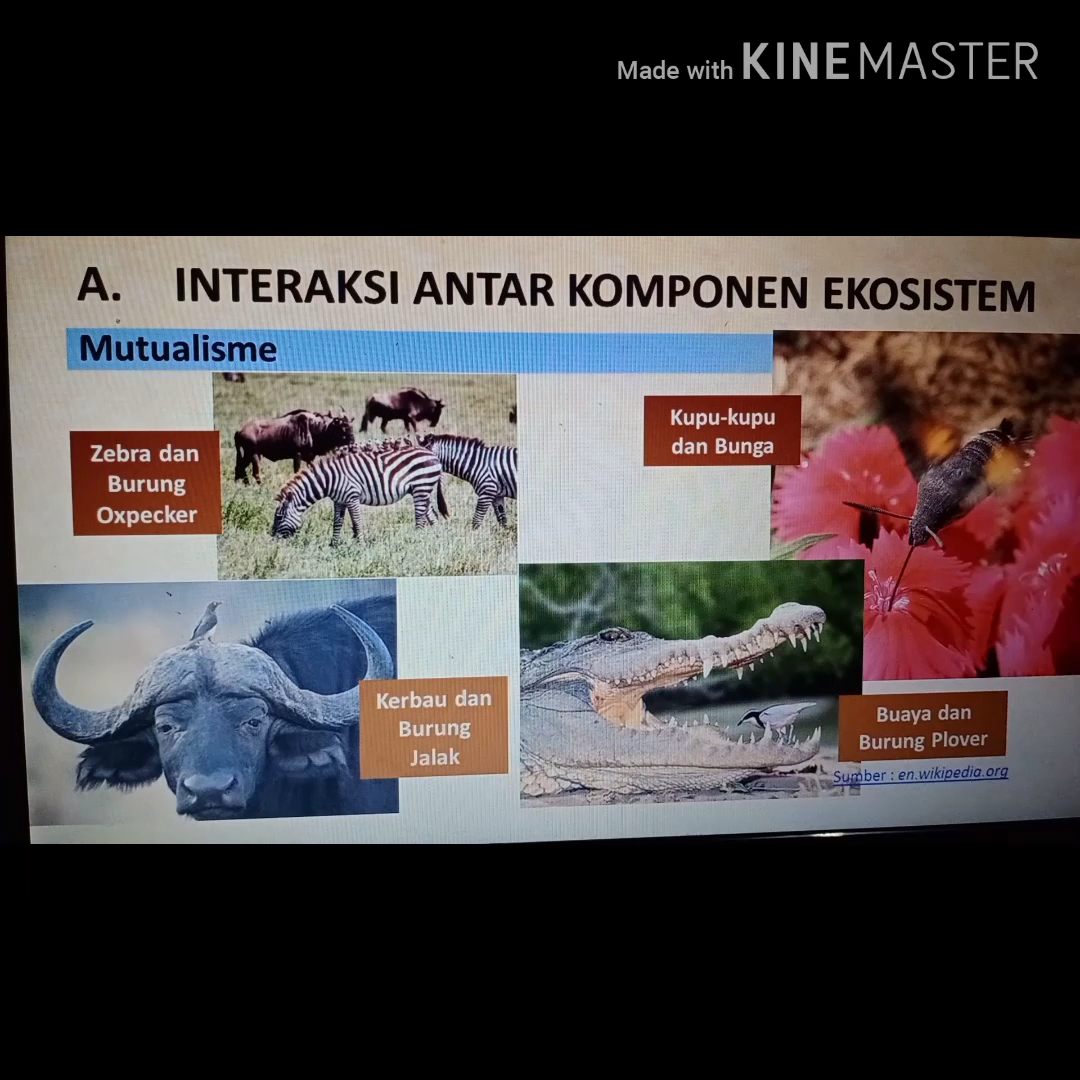 Made with KINEMASTER
A. INTERAKSI ANTAR KOMPONEN EKOSISTEM
Mutualisme
Zebra dan
Burung
Oxpecker
Kupu-kupu
dan Bunga
Kerbau dan
Burung
Jalak
Buaya dan
Burung Plover
Sumber : en.wikipedia.org